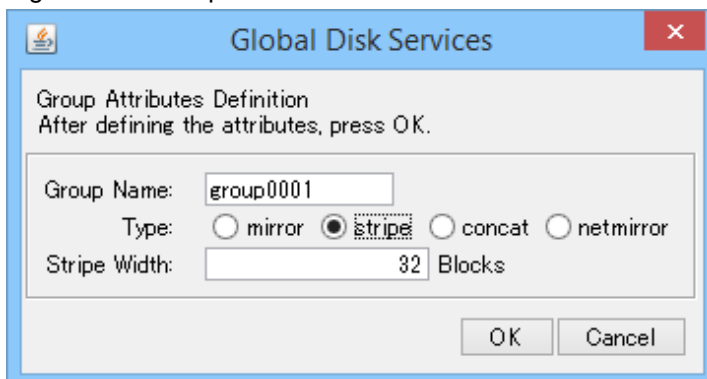 Global Disk Services
Group Attributes Definition
After defining the attributes, press OK.
Group Name: group0001
Type: mirror stripe concat netmirror
Stripe Width: 32 Blocks
OK Cancel